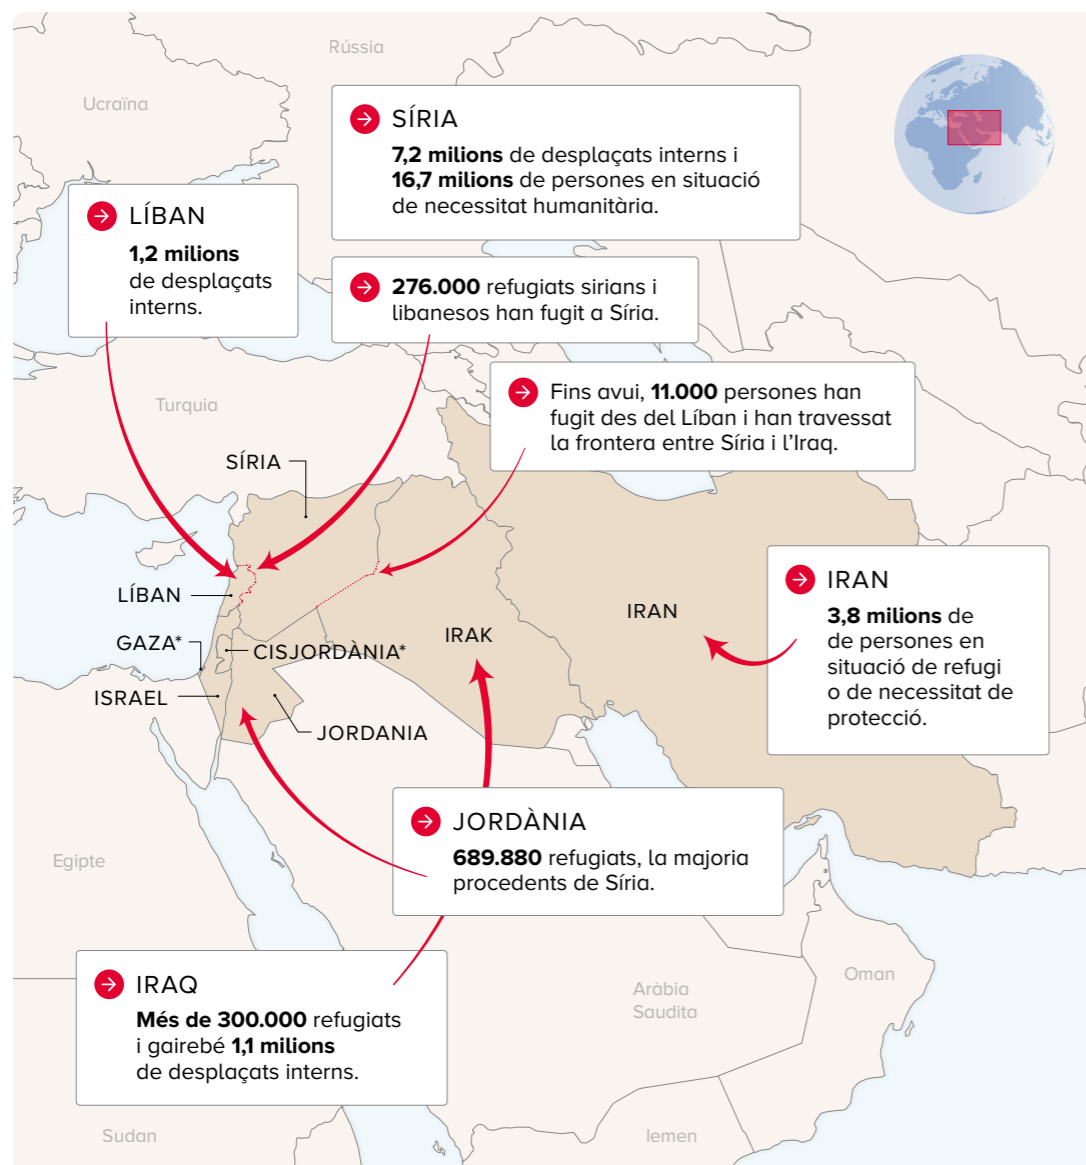 Rússia
Ucraïna
SÍRIA
7,2 milions de desplaçats interns i
16,7 milions de persones en situació
de necessitat humanitària.
LÍBAN
1,2 milions
de desplaçats
interns.
276.000 refugiats sirians i
libanesos han fugit a Síria.
Fins avui, 11.000 persones han
fugit des del Líban i han travessat
la frontera entre Síria i l’Iraq.
Turquia
SÍRIA
LÍBAN
GAZA*
CISJORDÀNIA*
ISRAEL
JORDANIA
IRAK
IRAN
IRAN
3,8 milions de
de persones en
situació de refugi
o de necessitat de
protecció.
JORDÀNIA
689.880 refugiats, la majoria
procedents de Síria.
Egipte
IRAQ
Més de 300.000 refugiats
i gairebé 1,1 milions
de desplaçats interns.
Aràbia
Saudita
Oman
Sudan
Iemen